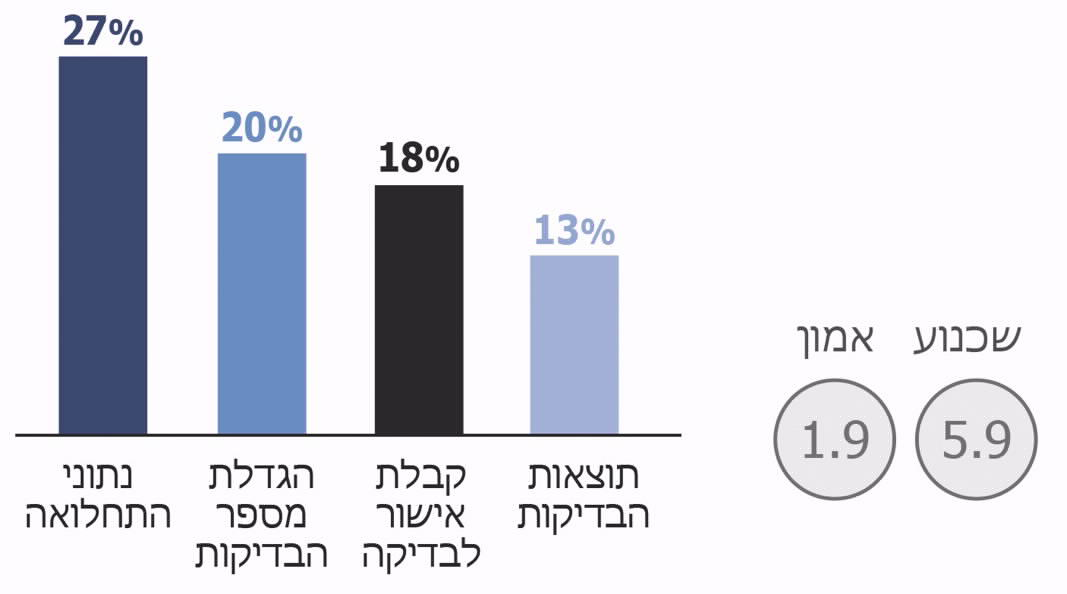 27%
20%
18%
13%
נתוני
התחלואה
הגדלת
מספר
הבדיקות
קבלת
אישור
לבדיקה
תוצאות
הבדיקות
שכנוע
אמון
5.9
1.9